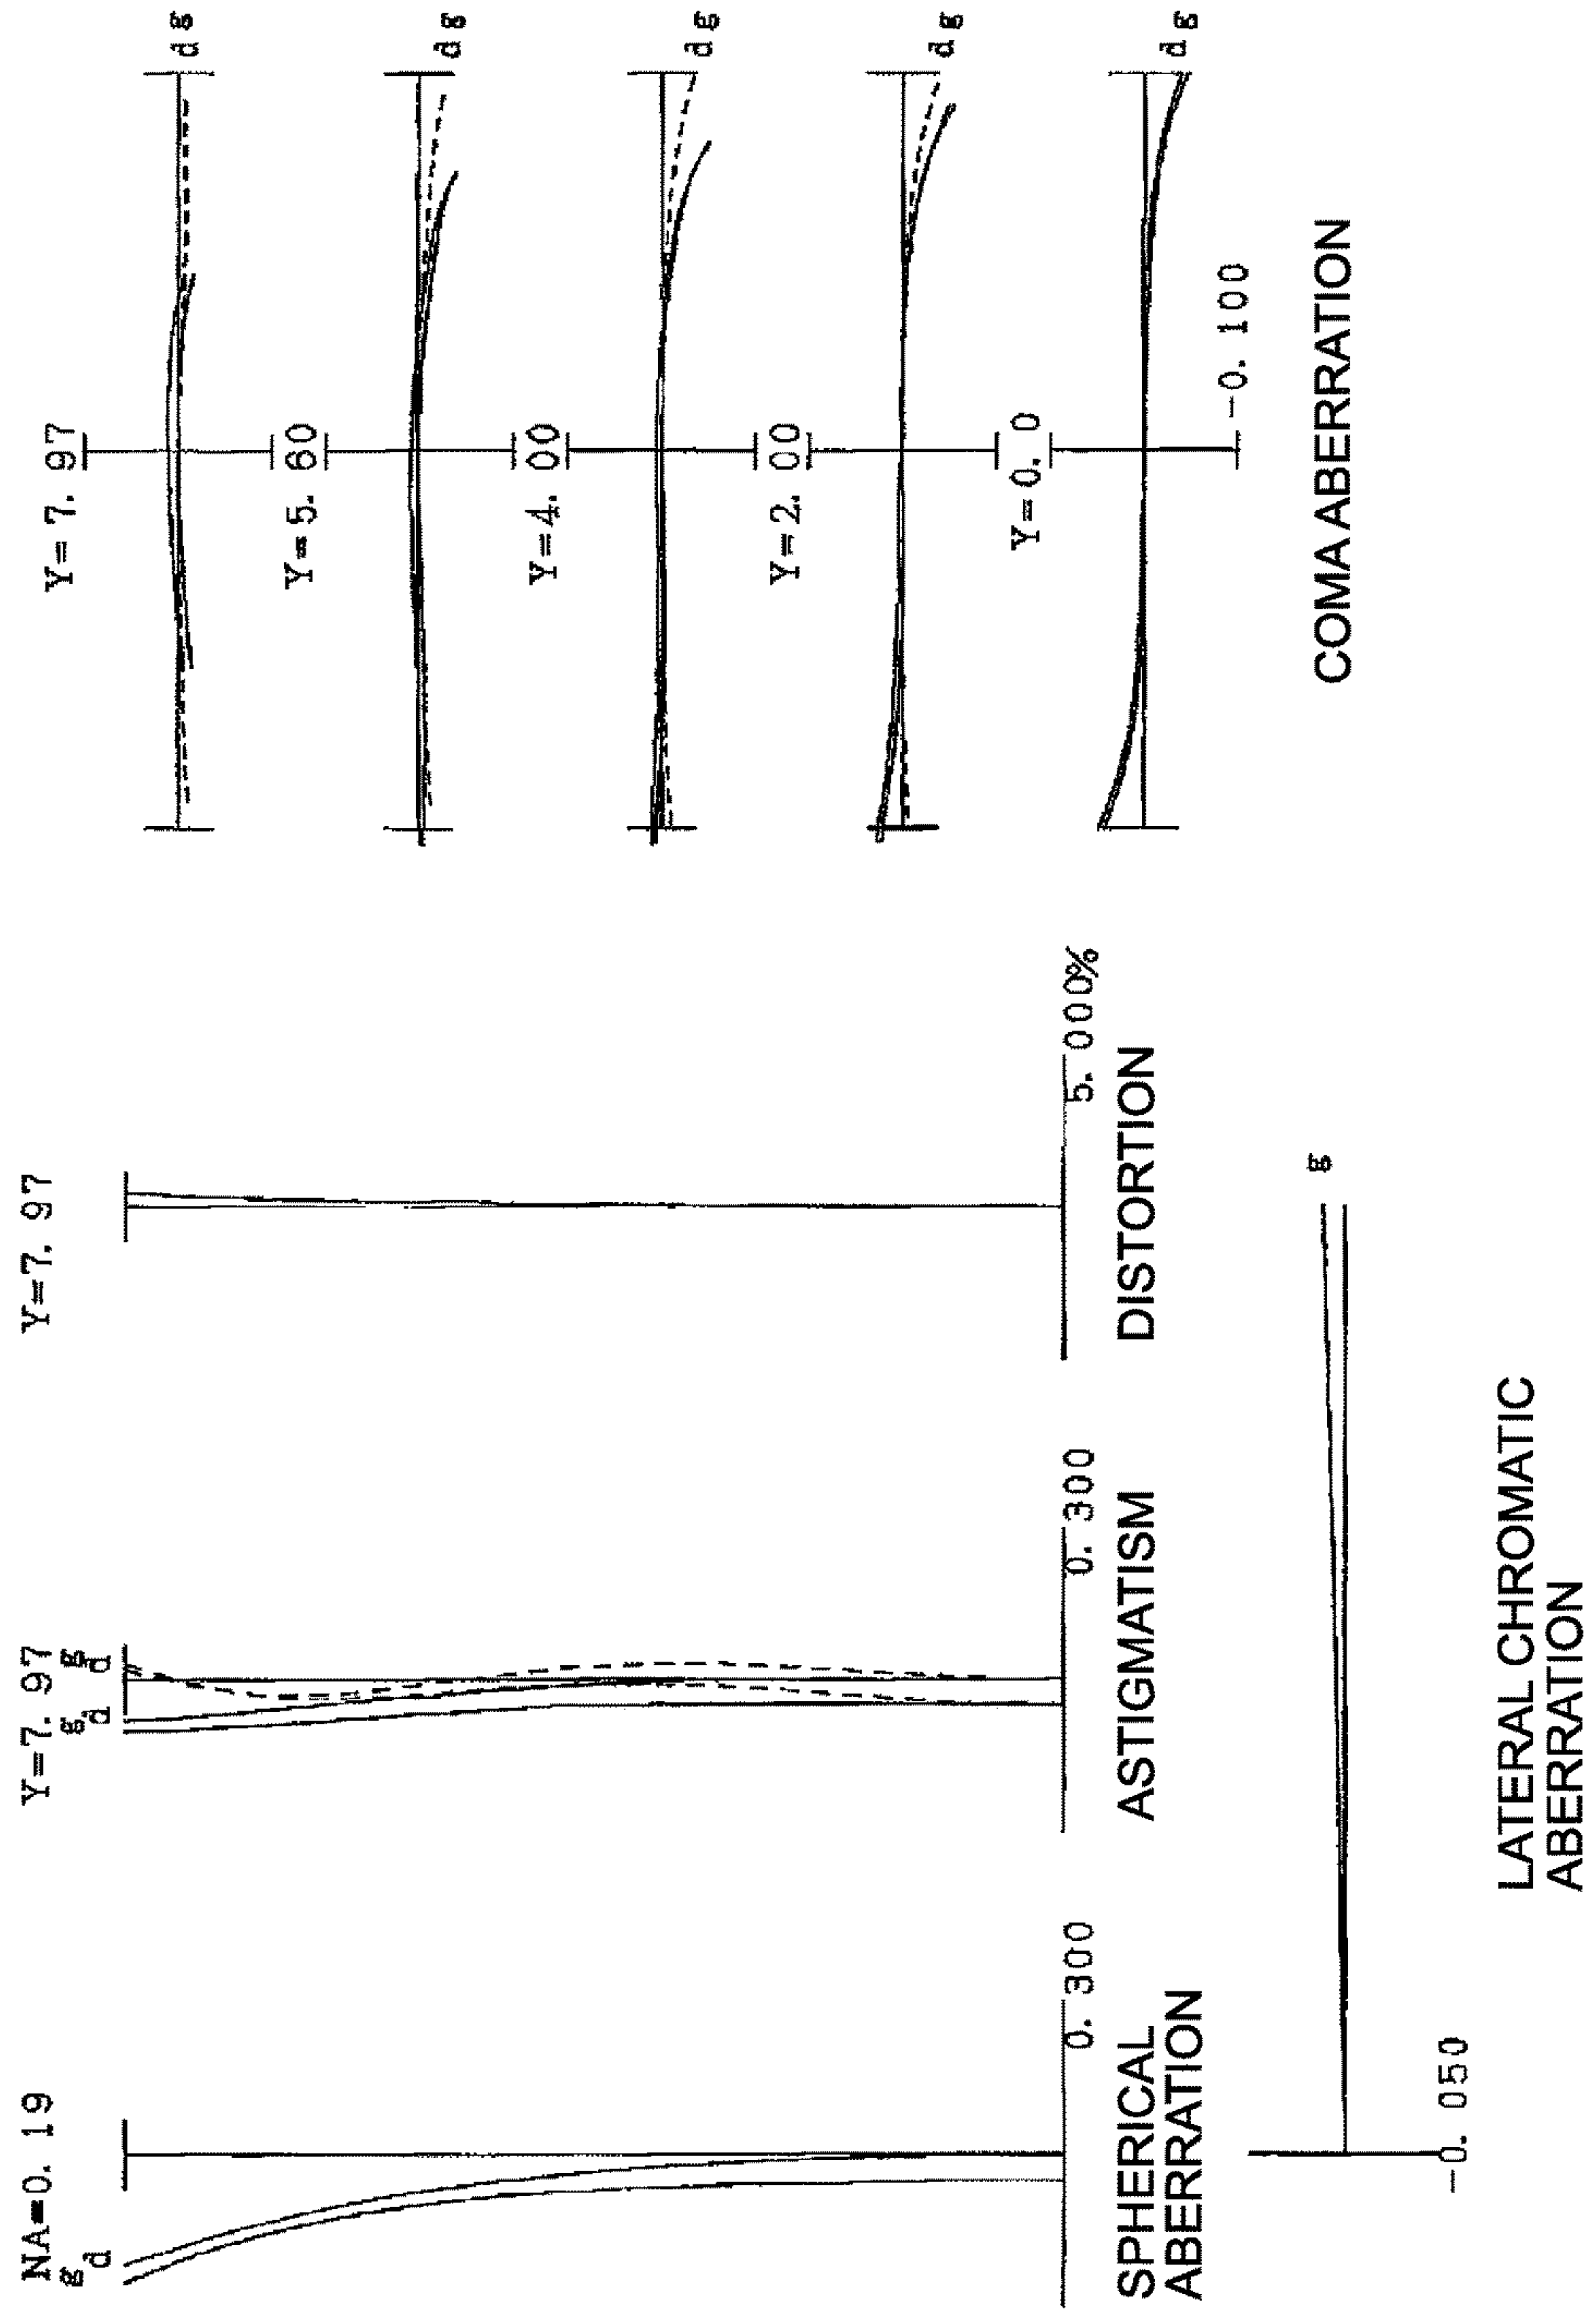 NA=0. 19
g
d
0. 300
SPHERICAL
ABERRATION
Y=7. 97
g g
d d
0. 300
ASTIGMATISM
Y=7. 97
5. 000%
DISTORTION
g
-0. 050
LATERAL CHROMATIC
ABERRATION
Y=7. 97
d g
Y=5. 60
d g
Y=4. 00
d g
Y=2. 00
d g
Y=0. 0
d g
-0. 100
COMA ABERRATION